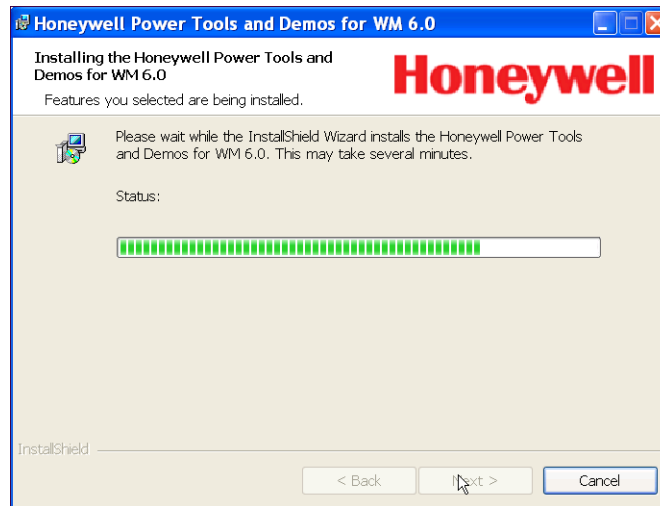 Honeywell Power Tools and Demos for WM 6.0
Installing the Honeywell Power Tools and
Demos for WM 6.0
Honeywell
Features you selected are being installed.
Please wait while the InstallShield Wizard installs the Honeywell Power Tools
and Demos for WM 6.0. This may take several minutes.
Status:
InstallShield
< Back
Next >
Cancel